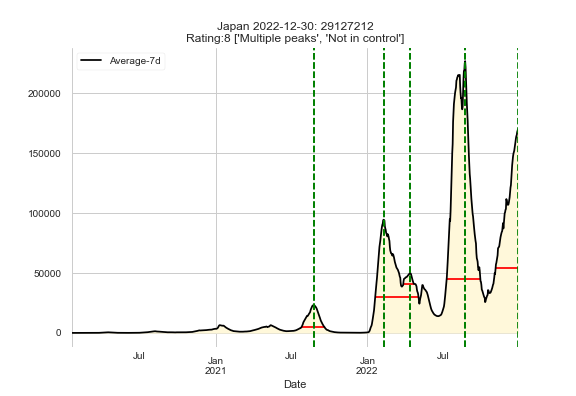 Japan 2022-12-30: 29127212
Rating:8 ['Multiple peaks', 'Not in control']
Average-7d
200000
150000
100000
50000
0
Jul
Jan
2021
Jul
Jan
2022
Jul
Date